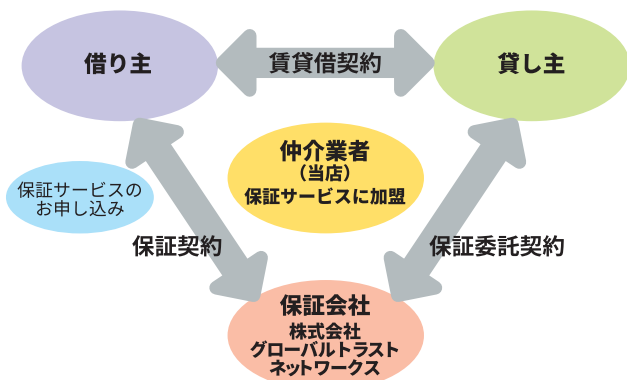 借り主
賃貸借契約
貸し主
仲介業者
（当店）
保証サービスに加盟
保証サービスの
お申し込み
保証契約
保証委託契約
保証会社
株式会社
グローバルトラスト
ネットワークス